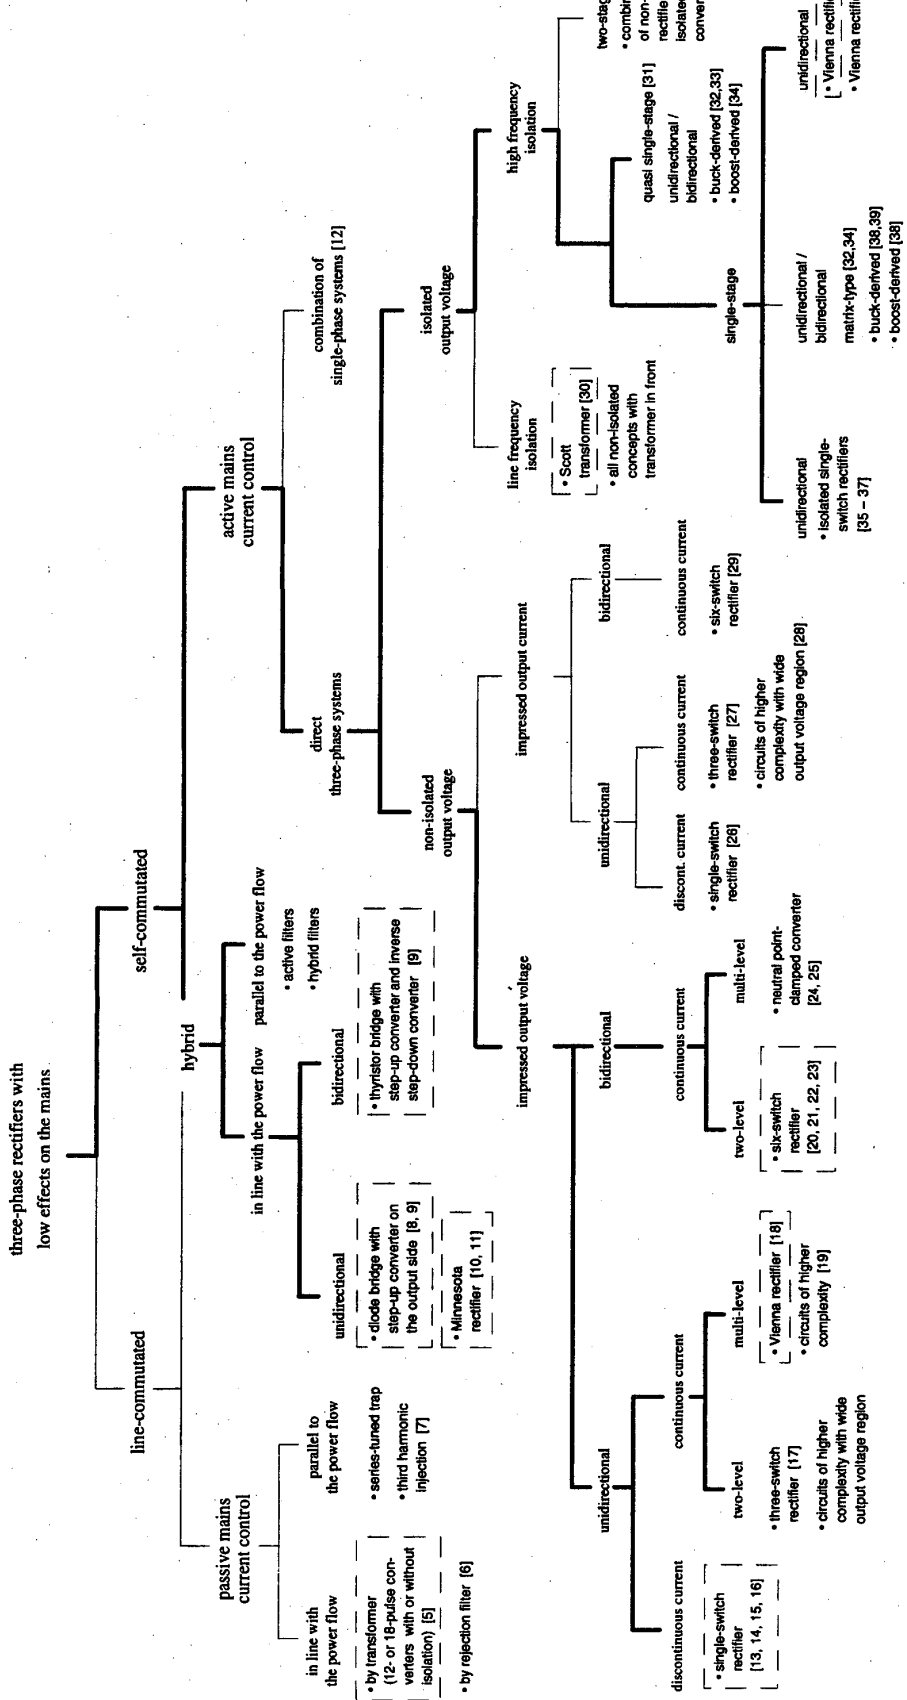 three-phase rectifiers with
low effects on the mains
line-commutated
self-commutated
passive mains
current control
hybrid
active mains
current control
in line with
the power flow
parallel to
the power flow
in line with the power flow
parallel to the power flow
direct
three-phase systems
combination of
single-phase systems [12]
• by transformer
(12- or 18-pulse con-
verters with or without
isolation) [5]
• by rejection filter [6]
• series-tuned trap
• third harmonic
injection [7]
unidirectional
• diode bridge with
step-up converter on
the output side [8, 9]
• Minnesota
rectifier [10, 11]
bidirectional
• thyristor bridge with
step-up converter and inverse
step-down converter [9]
• active filters
• hybrid filters
non-isolated
output voltage
isolated
output voltage
impressed output voltage
impressed output current
line frequency
isolation
• Scott
transformer [30]
• all non-isolated
concepts with
transformer in front
high frequency
isolation
unidirectional
bidirectional
discontinuous current
• single-switch
rectifier
[13, 14, 15, 16]
continuous current
two-level
• three-switch
rectifier [17]
• circuits of higher
complexity with wide
output voltage region
multi-level
• Vienna rectifier [18]
• circuits of higher
complexity [19]
continuous current
two-level
• six-switch
rectifier
[20, 21, 22, 23]
multi-level
• neutral point-
clamped converter
[24, 25]
unidirectional
discont. current
• single-switch
rectifier [26]
continuous current
• three-switch
rectifier [27]
• circuits of higher
complexity with wide
output voltage region [28]
bidirectional
continuous current
• six-switch
rectifier [29]
single-stage
quasi single-stage [31]
unidirectional /
bidirectional
• buck-derived [32,33]
• boost-derived [34]
two-stag
• combin
of non-
rectifie
isolated
conver
unidirectional
• isolated single-
switch rectifiers
[35 – 37]
unidirectional /
bidirectional
matrix-type [32,34]
• buck-derived [38,39]
• boost-derived [38]
unidirectional
• Vienna rectifi
• Vienna rectifi